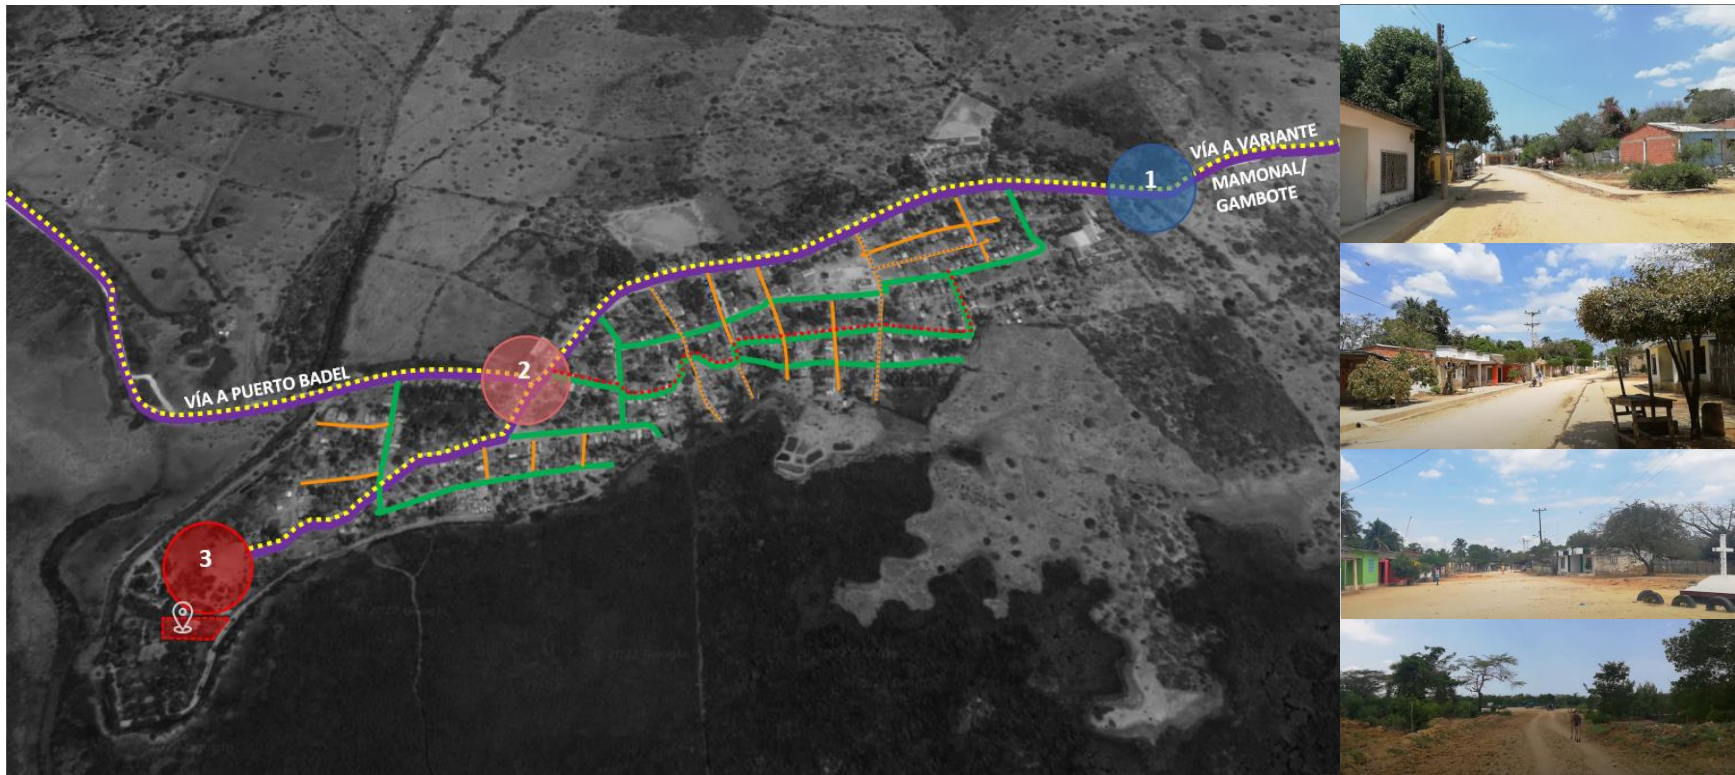 VÍA A VARIANTE
MAMONAL/
GAMBOTE
1
2
VÍA A PUERTO BADEL
3